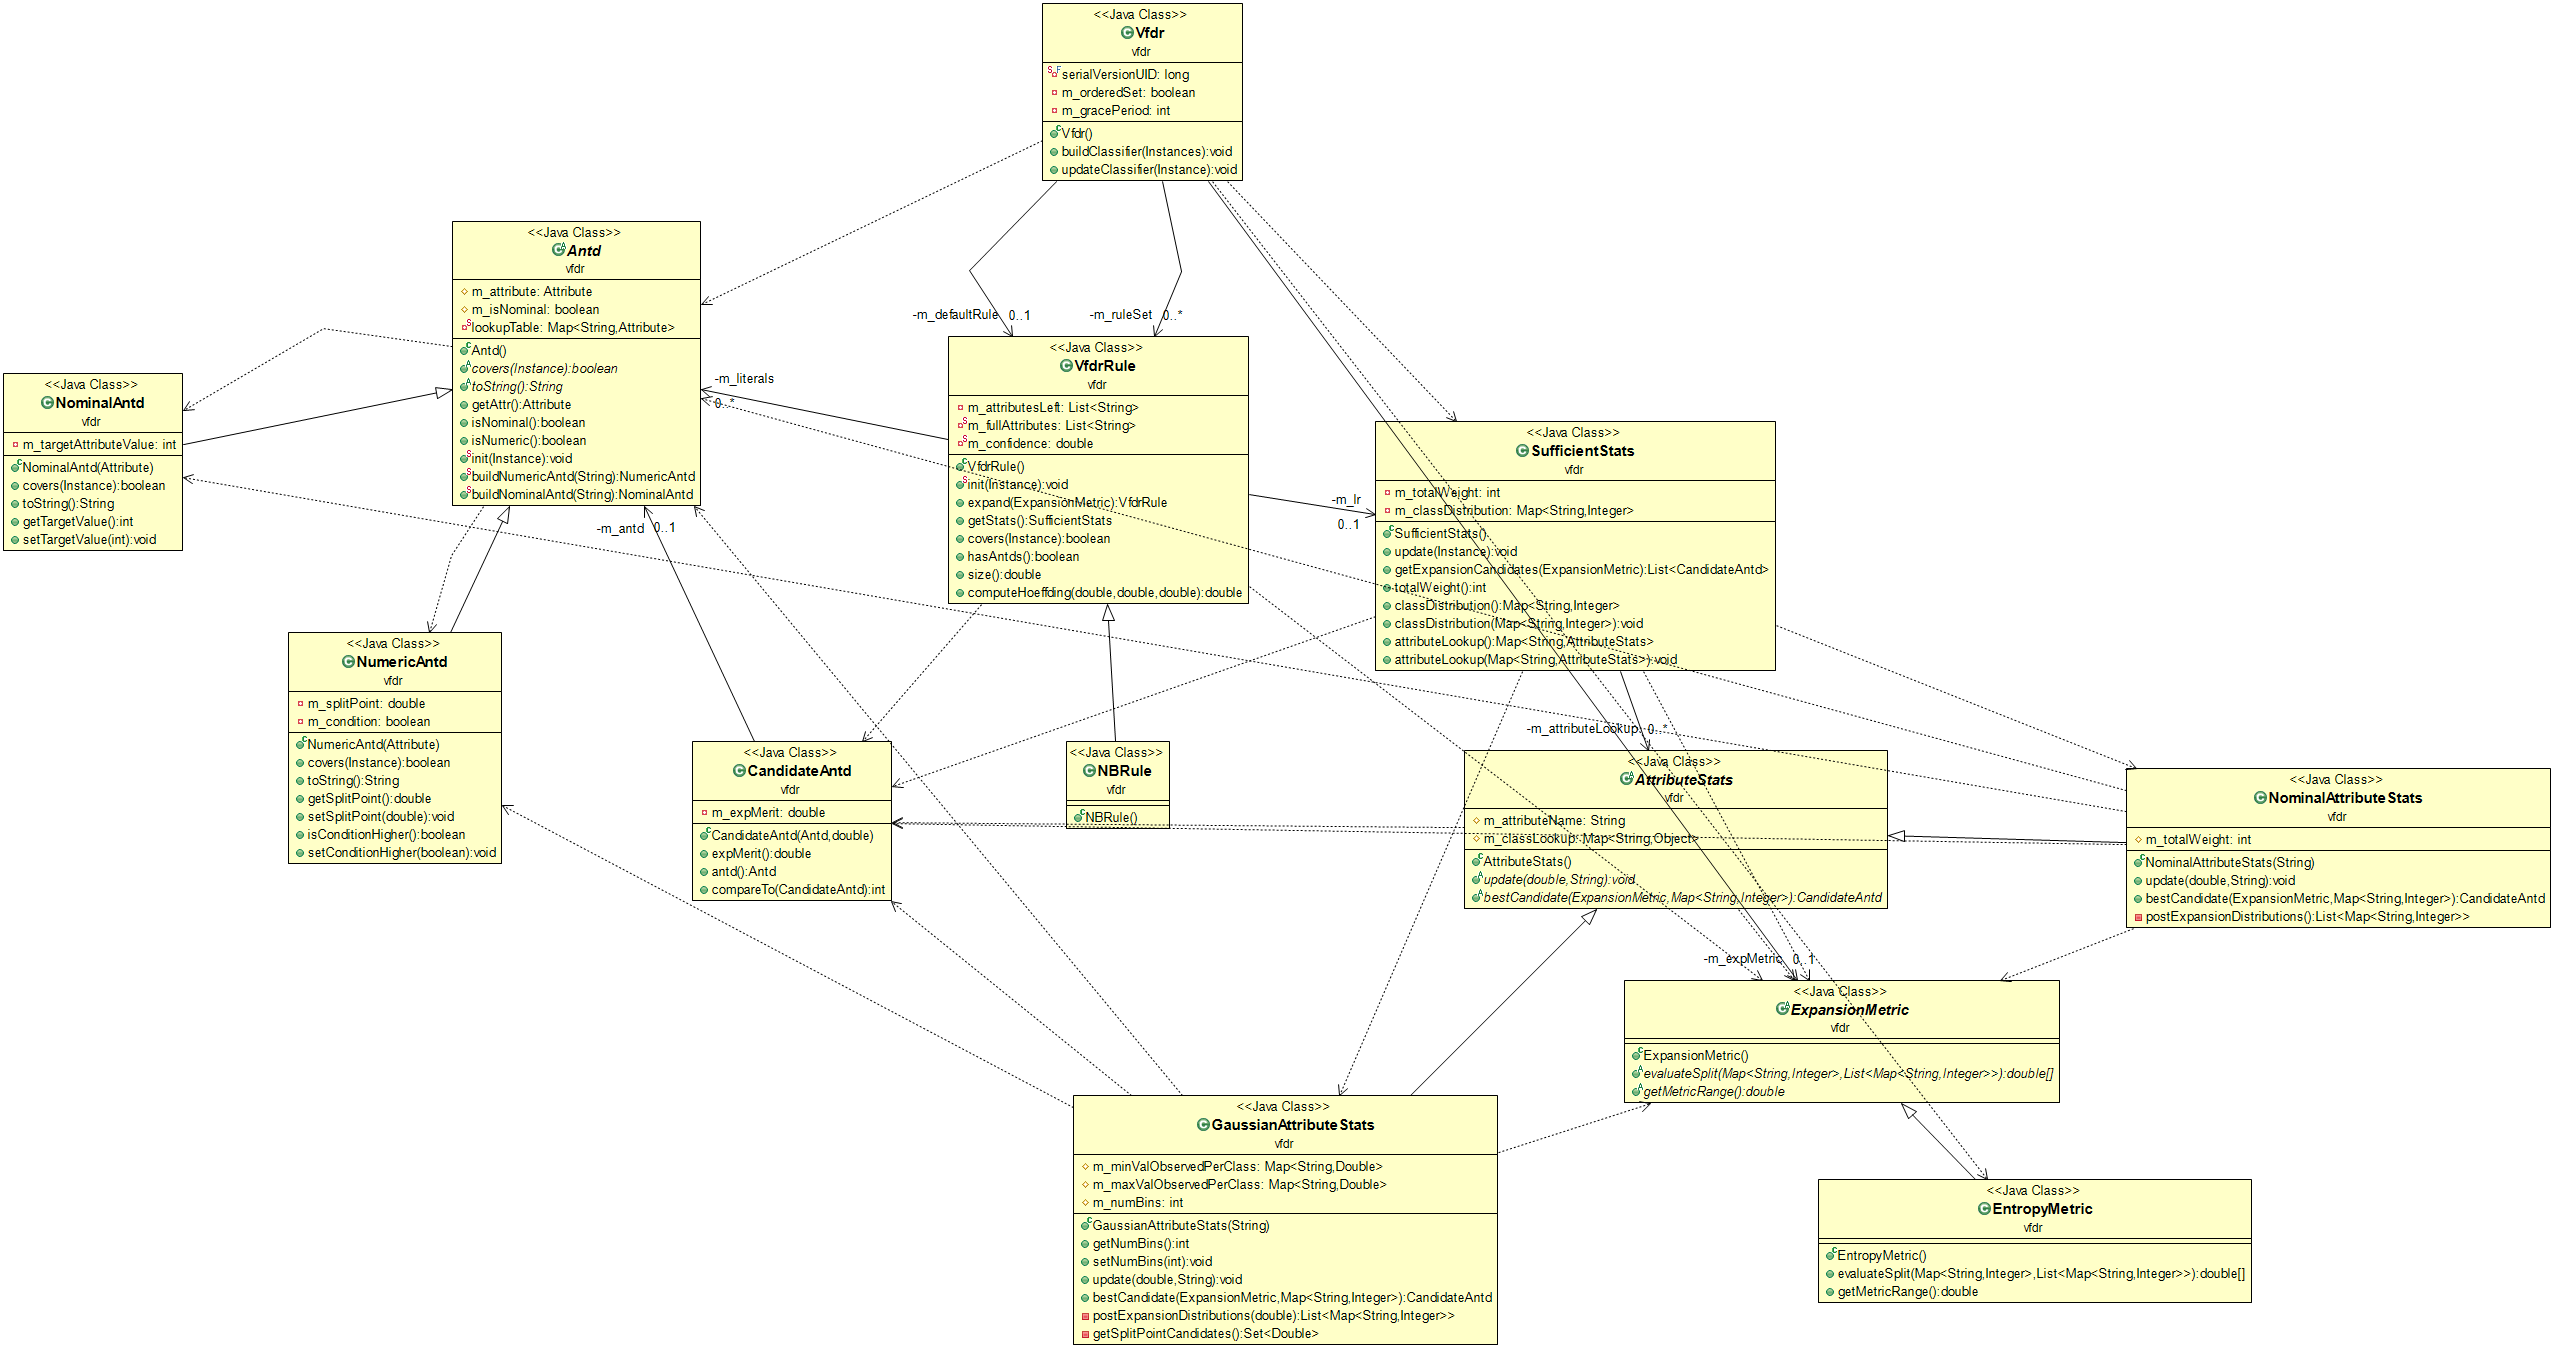 <<Java Class>>
Vfdr
vfdr
serialVersionUID: long
m_orderedSet: boolean
m_gracePeriod: int
Vfdr()
buildClassifier(Instances):void
updateClassifier(Instance):void
<<Java Class>>
Antd
vfdr
m_attribute: Attribute
m_isNominal: boolean
lookupTable: Map<String,Attribute>
Antd()
covers(Instance):boolean
toString():String
getAttr():Attribute
isNominal():boolean
isNumeric():boolean
init(Instance):void
buildNumericAntd(String):NumericAntd
buildNominalAntd(String):NominalAntd
-m_defaultRule 0..1
-m_ruleSet 0..*
<<Java Class>>
VfdrRule
vfdr
m_attributesLeft: List<String>
m_fullAttributes: List<String>
m_confidence: double
VfdrRule()
init(Instance):void
expand(ExpansionMetric):VfdrRule
getStats():SufficientStats
covers(Instance):boolean
hasAntds():boolean
size():double
computeHoeffding(double,double,double):double
-m_literals
0..*
<<Java Class>>
NominalAntd
vfdr
m_targetAttributeValue: int
NominalAntd(Attribute)
covers(Instance):boolean
toString():String
getTargetValue():int
setTargetValue(int):void
<<Java Class>>
SufficientStats
vfdr
m_totalWeight: int
m_classDistribution: Map<String,Integer>
SufficientStats()
update(Instance):void
getExpansionCandidates(ExpansionMetric):List<CandidateAntd>
totalWeight():int
classDistribution():Map<String,Integer>
classDistribution(Map<String,Integer>):void
attributeLookup():Map<String,AttributeStats>
attributeLookup(Map<String,AttributeStats>):void
-m_lr
0..1
-m_antd 0..1
<<Java Class>>
NumericAntd
vfdr
m_splitPoint: double
m_condition: boolean
NumericAntd(Attribute)
covers(Instance):boolean
toString():String
getSplitPoint():double
setSplitPoint(double):void
isConditionHigher():boolean
setConditionHigher(boolean):void
<<Java Class>>
CandidateAntd
vfdr
m_expMerit: double
CandidateAntd(Antd,double)
expMerit():double
antd():Antd
compareTo(CandidateAntd):int
<<Java Class>>
NBRule
vfdr
NBRule()
-m_attributeLookup 0..*
<<Java Class>>
AttributeStats
vfdr
m_attributeName: String
m_classLookup: Map<String,Object>
AttributeStats()
update(double,String):void
bestCandidate(ExpansionMetric,Map<String,Integer>):CandidateAntd
<<Java Class>>
NominalAttributeStats
vfdr
m_totalWeight: int
NominalAttributeStats(String)
update(double,String):void
bestCandidate(ExpansionMetric,Map<String,Integer>):CandidateAntd
postExpansionDistributions():List<Map<String,Integer>>
-m_expMetric 0..1
<<Java Class>>
ExpansionMetric
vfdr
ExpansionMetric()
evaluateSplit(Map<String,Integer>,List<Map<String,Integer>>):double[]
getMetricRange():double
<<Java Class>>
GaussianAttributeStats
vfdr
m_minValObservedPerClass: Map<String,Double>
m_maxValObservedPerClass: Map<String,Double>
m_numBins: int
GaussianAttributeStats(String)
getNumBins():int
setNumBins(int):void
update(double,String):void
bestCandidate(ExpansionMetric,Map<String,Integer>):CandidateAntd
postExpansionDistributions(double):List<Map<String,Integer>>
getSplitPointCandidates():Set<Double>
<<Java Class>>
EntropyMetric
vfdr
EntropyMetric()
evaluateSplit(Map<String,Integer>,List<Map<String,Integer>>):double[]
getMetricRange():double